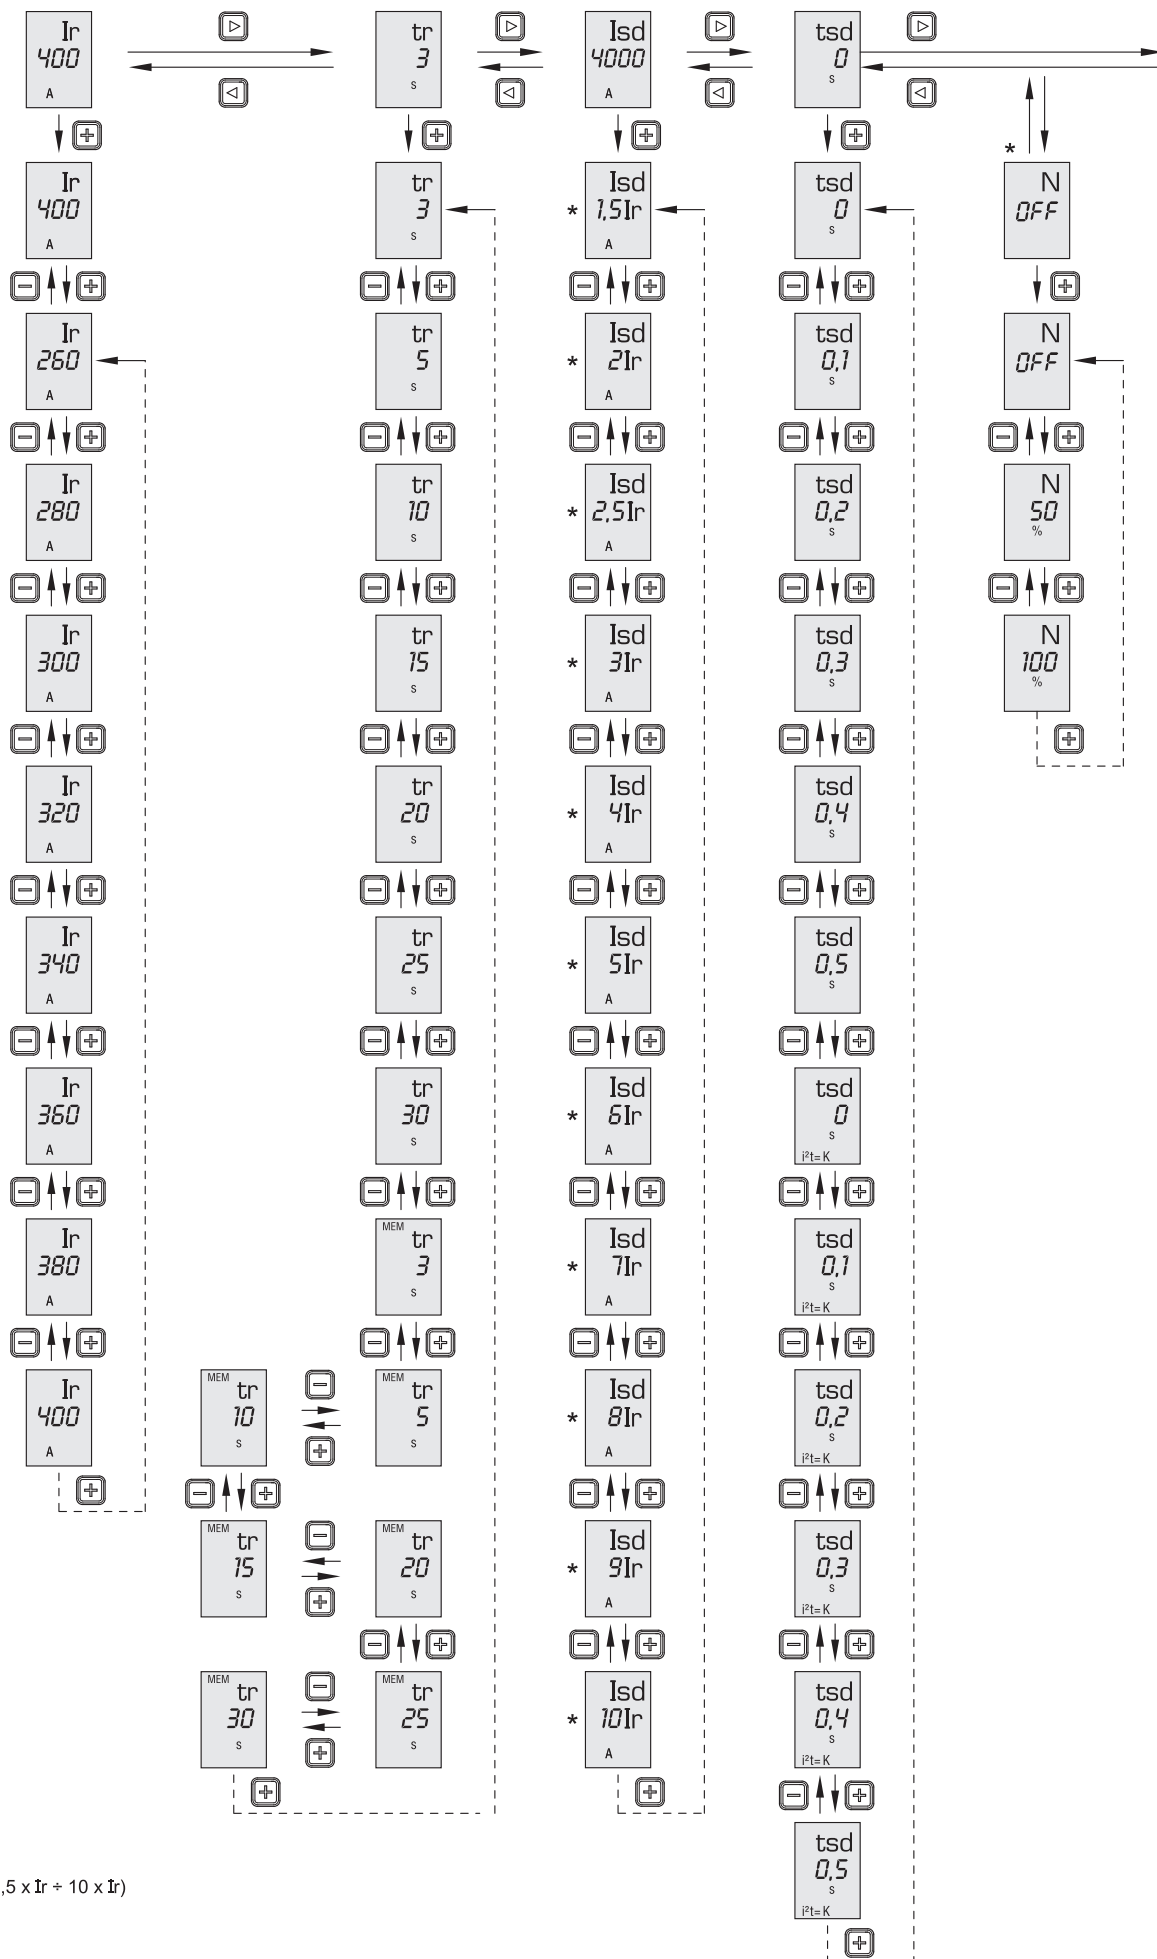 Ir
400
A
Ir
400
A
Ir
260
A
Ir
280
A
Ir
300
A
Ir
320
A
Ir
340
A
Ir
360
A
Ir
380
A
Ir
400
A
tr
3
s
tr
3
s
tr
5
s
tr
10
s
tr
15
s
tr
20
s
tr
25
s
tr
30
s
MEM
tr
3
s
MEM
tr
5
s
MEM
tr
10
s
MEM
tr
15
s
MEM
tr
20
s
MEM
tr
25
s
MEM
tr
30
s
Isd
4000
A
Isd
* 1,5Ir
A
Isd
* 2Ir
A
Isd
* 2,5Ir
A
Isd
* 3Ir
A
Isd
* 4Ir
A
Isd
* 5Ir
A
Isd
* 6Ir
A
Isd
* 7Ir
A
Isd
* 8Ir
A
Isd
* 9Ir
A
Isd
* 10Ir
A
tsd
0
s
tsd
0
s
tsd
0,1
s
tsd
0,2
s
tsd
0,3
s
tsd
0,4
s
tsd
0,5
s
tsd
0
s
i²t=K
tsd
0,1
s
i²t=K
tsd
0,2
s
i²t=K
tsd
0,3
s
i²t=K
tsd
0,4
s
i²t=K
tsd
0,5
s
i²t=K
*
N
OFF
N
OFF
N
50
%
N
100
%
,5 x Ir ÷ 10 x Ir)